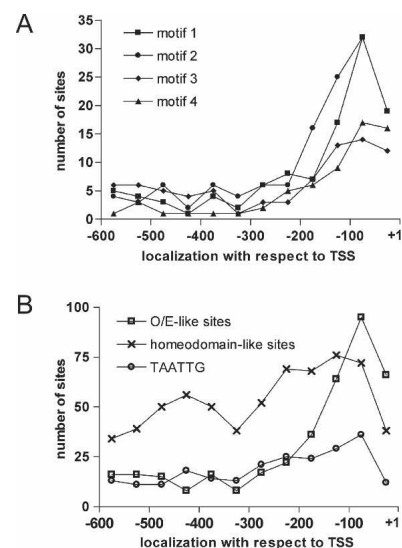 A
35
30
25
20
15
10
5
0
number of sites
motif 1
motif 2
motif 3
motif 4
-600 -500 -400 -300 -200 -100 +1
localization with respect to TSS
B
100
75
50
25
0
number of sites
O/E-like sites
homeodomain-like sites
TAATTG
-600 -500 -400 -300 -200 -100 +1
localization with respect to TSS